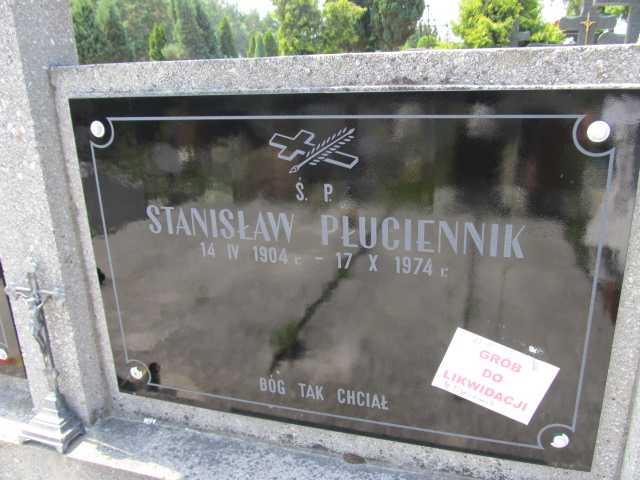 Ś. P.
STANISŁAW PŁUCIENNIK
14 IV 1904 r. - 17 X 1974 r.
BÓG TAK CHCIAŁ
GRÓB
DO
LIKWIDACJI